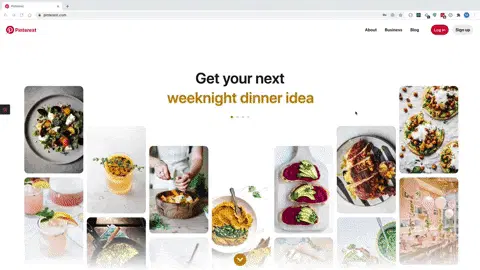 Pinterest
pinterest.com
Pinterest
About
Business
Blog
Log in
Sign up
Get your next
weeknight dinner idea